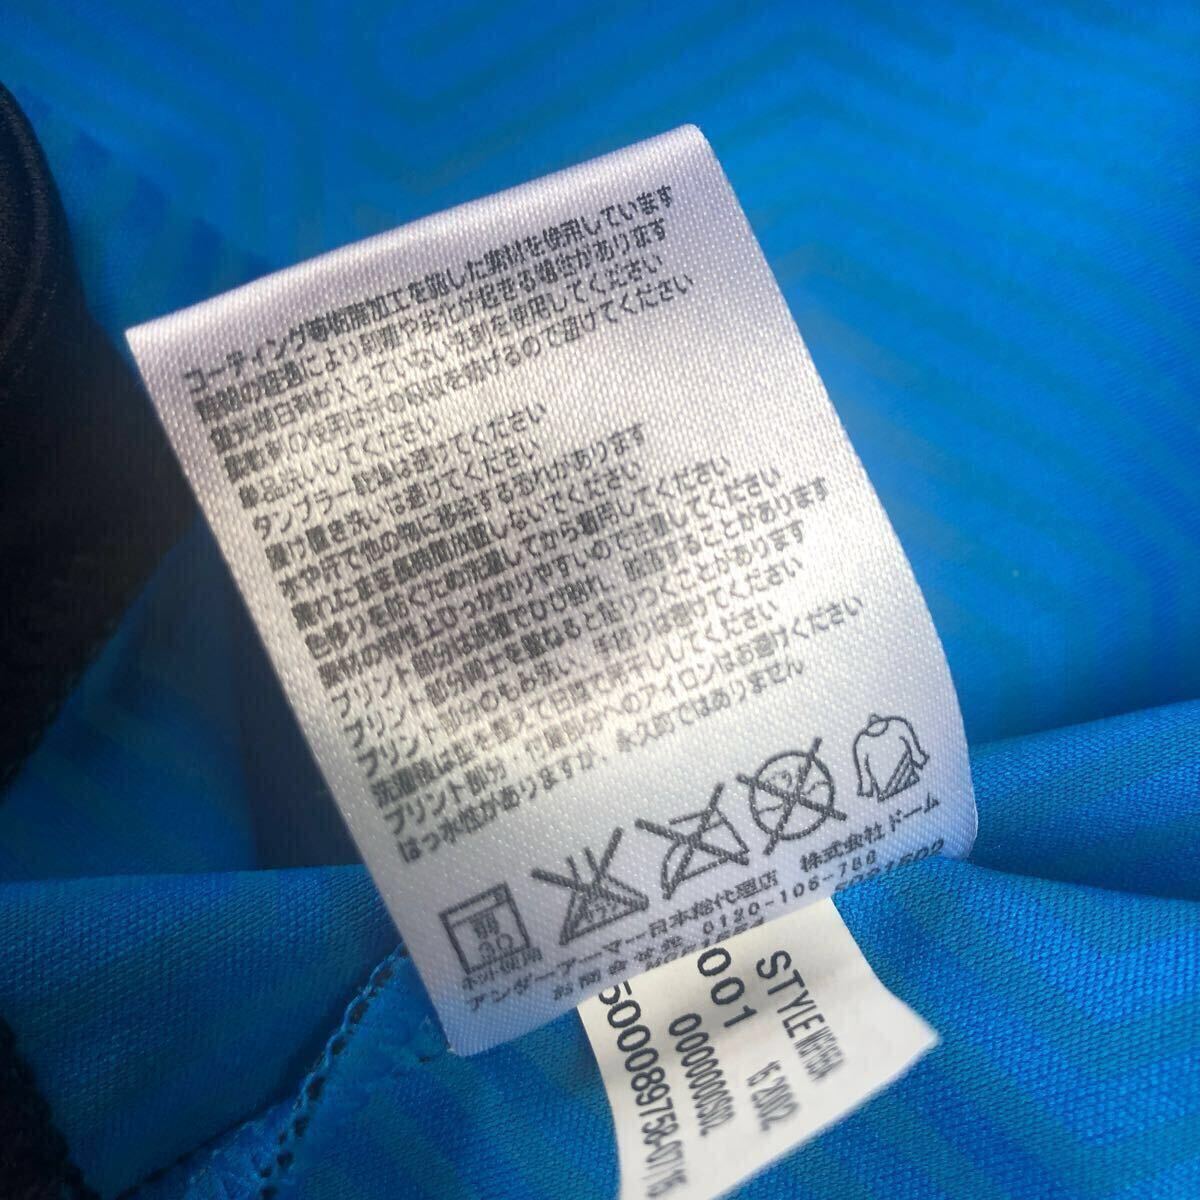 コーティング等樹脂加工を施した素材を使用しています
時間の経過により剥離や劣化が起きる場合があります
蛍光増白剤が入っていない洗剤を使用してください
柔軟剤の使用は汗の吸収を妨げるので避けてください
単品洗いしてください
タンブラー乾燥は避けてください
漬け置き洗いは避けてください
水や汗で他の物に移染する恐れがあります
濡れたまま長時間放置しないでください
色移りを防ぐため洗濯してから着用してください
素材の特性上ひっかかりやすいので注意してください
プリント部分は洗濯でひび割れ、脱落することがあります
プリント部分同士を重ねると貼りつくことがあります
プリント部分のもみ洗い、手絞りは避けてください
洗濯後は形を整えて日陰で吊干ししてください
プリント部分・付属部分へのアイロンはお避けください
はっ水性がありますが、永久的ではありません
弱
30
ネット使用
アンダーアーマー日本総代理店 株式会社ドーム
0120-106-786
STYLE
001
0000000S02